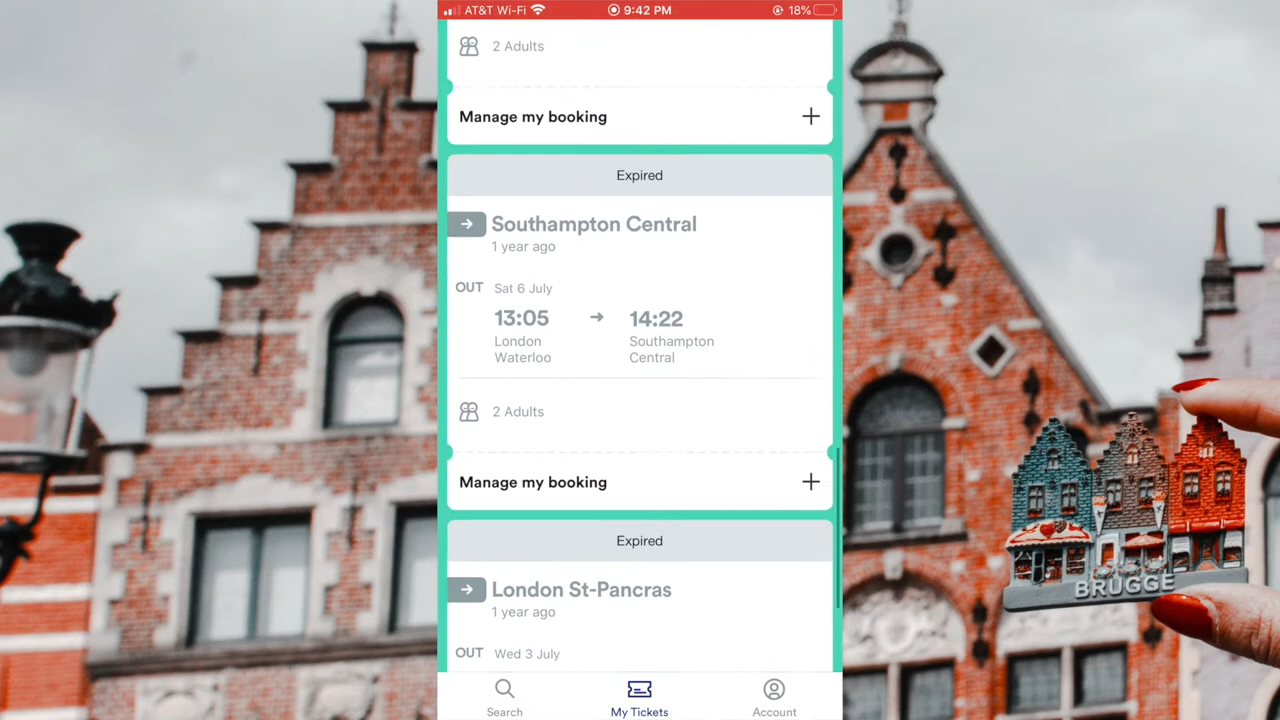 AT&T Wi-Fi 9:42 PM 18%
2 Adults
Manage my booking
Expired
Southampton Central
1 year ago
OUT Sat 6 July
13:05 → 14:22
London Waterloo
Southampton Central
2 Adults
Manage my booking
Expired
London St-Pancras
1 year ago
OUT Wed 3 July
Search
My Tickets
Account
BRUGGE